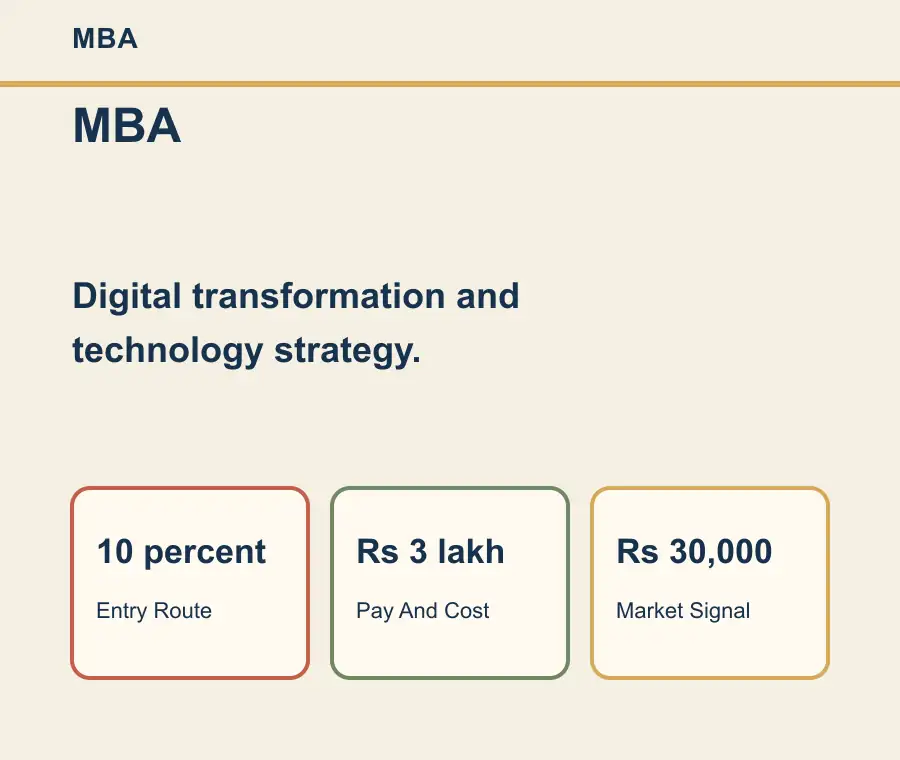 MBA
MBA
Digital transformation and
technology strategy.
10 percent
Entry Route
Rs 3 lakh
Pay And Cost
Rs 30,000
Market Signal